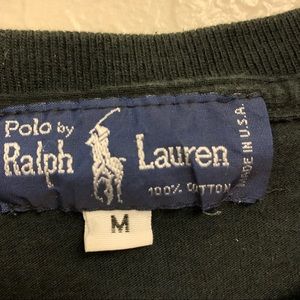 Polo by
Ralph Lauren
100% COTTON
MADE IN U.S.A.
M